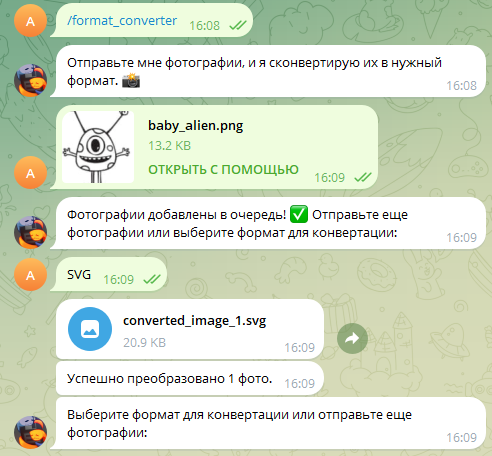 A
/format_converter
16:08
Отправьте мне фотографии, и я сконвертирую их в нужный
формат. 📸
16:08
baby_alien.png
13.2 KB
ОТКРЫТЬ С ПОМОЩЬЮ
16:09
A
Фотографии добавлены в очередь! ✅ Отправьте еще
фотографии или выберите формат для конвертации:
16:09
A
SVG
16:09
converted_image_1.svg
20.9 KB
16:09
Успешно преобразовано 1 фото.
16:09
Выберите формат для конвертации или отправьте еще
фотографии:
16:09